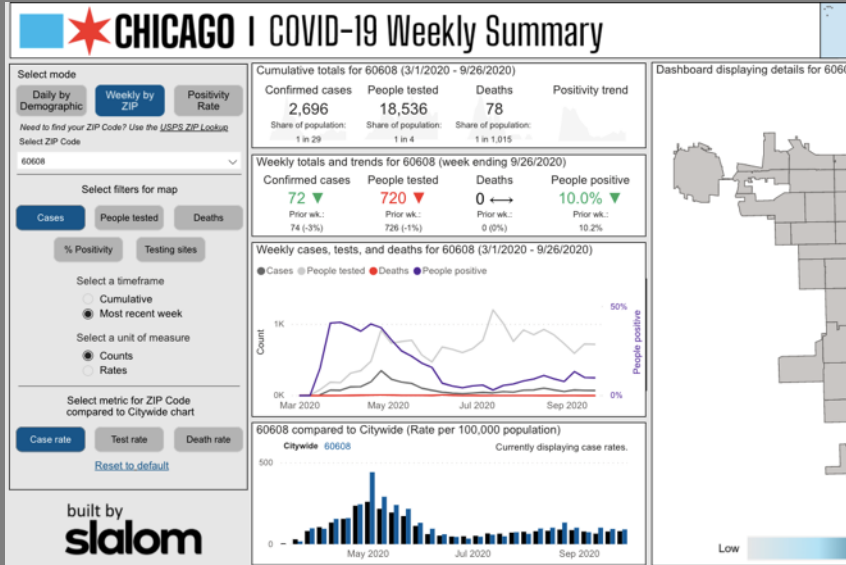 CHICAGO | COVID-19 Weekly Summary
Select mode
Daily by Demographic
Weekly by ZIP
Positivity Rate
Need to find your ZIP Code? Use the USPS ZIP Lookup
Select ZIP Code
60608
Select filters for map
Cases
People tested
Deaths
% Positivity
Testing sites
Select a timeframe
Cumulative
Most recent week
Select a unit of measure
Counts
Rates
Select metric for ZIP Code
compared to Citywide chart
Case rate
Test rate
Death rate
Reset to default
built by
slalom
Cumulative totals for 60608 (3/1/2020 - 9/26/2020)
Confirmed cases People tested Deaths Positivity trend
2,696 18,536 78
Share of population: Share of population: Share of population:
1 in 29 1 in 4 1 in 1,015
Weekly totals and trends for 60608 (week ending 9/26/2020)
Confirmed cases People tested Deaths People positive
72 ▼ 720 ▼ 0 ⟷ 10.0% ▼
Prior wk.: Prior wk.: Prior wk.: Prior wk.:
74 (-3%) 726 (-1%) 0 (0%) 10.2%
Weekly cases, tests, and deaths for 60608 (3/1/2020 - 9/26/2020)
Cases People tested Deaths People positive
50%
1K
Count
People positive
0K 0%
Mar 2020 May 2020 Jul 2020 Sep 2020
60608 compared to Citywide (Rate per 100,000 population)
Citywide 60608 Currently displaying case rates.
500
0
May 2020 Jul 2020 Sep 2020
Dashboard displaying details for 6060
Low